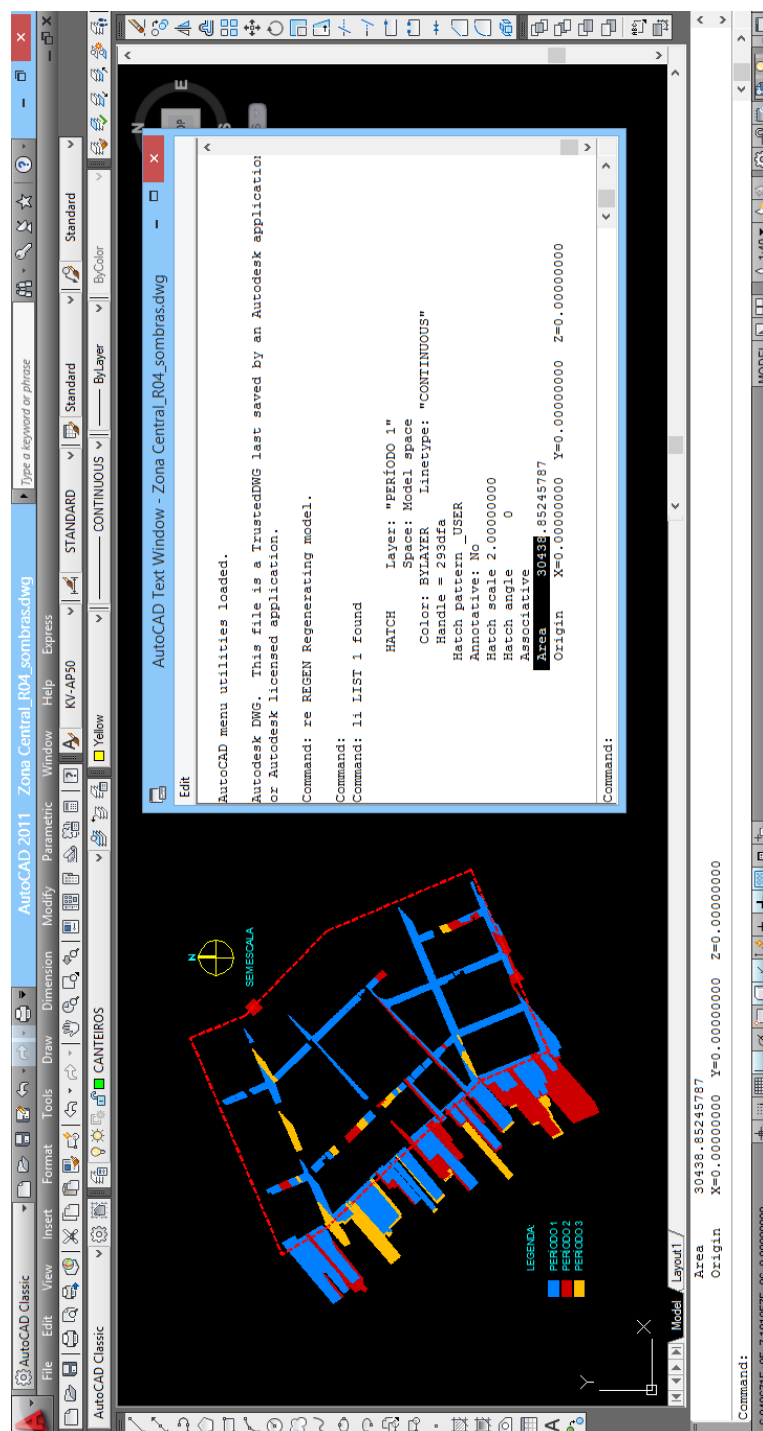 AutoCAD Classic
AutoCAD 2011 Zona Central_R04_sombras.dwg
Type a keyword or phrase
File Edit View Insert Format Tools Draw Dimension Modify Parametric Window Help Express
KV-AP50 STANDARD Standard Standard
AutoCAD Classic CANTEIROS Yellow CONTINUOUS ByLayer ByColor
N
E
S
N
SEM ESCALA
LEGENDA:
PERÍODO 1
PERÍODO 2
PERÍODO 3
Y
X
AutoCAD Text Window - Zona Central_R04_sombras.dwg
Edit
AutoCAD menu utilities loaded.
Autodesk DWG. This file is a TrustedDWG last saved by an Autodesk application
or Autodesk licensed application.
Command: re REGEN Regenerating model.
Command:
Command: li LIST 1 found
HATCH Layer: "PERÍODO 1"
Space: Model space
Color: BYLAYER Linetype: "CONTINUOUS"
Handle = 293dfa
Hatch pattern _USER
Annotative: No
Hatch scale 2.00000000
Hatch angle 0
Associative
Area 30438.85245787
Origin X=0.00000000 Y=0.00000000 Z=0.00000000
Command:
Model Layout1
Area 30438.85245787
Origin X=0.00000000 Y=0.00000000 Z=0.00000000
Command:
MODEL